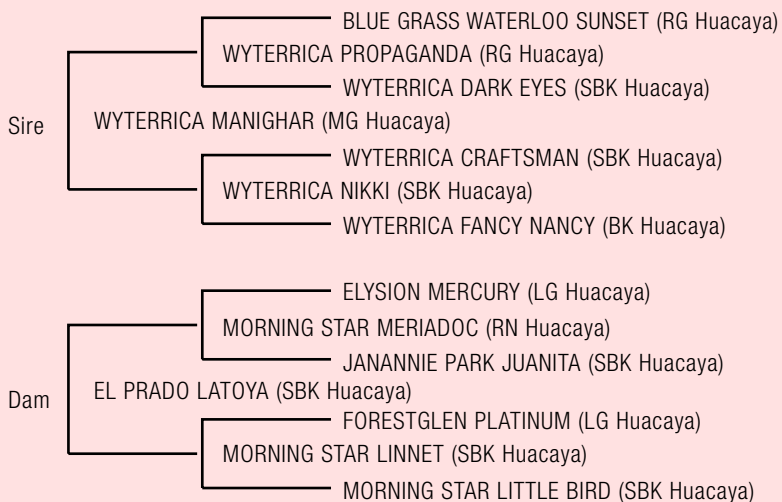 BLUE GRASS WATERLOO SUNSET (RG Huacaya)
WYTERRICA PROPAGANDA (RG Huacaya)
WYTERRICA DARK EYES (SBK Huacaya)
Sire
WYTERRICA MANIGHAR (MG Huacaya)
WYTERRICA CRAFTSMAN (SBK Huacaya)
WYTERRICA NIKKI (SBK Huacaya)
WYTERRICA FANCY NANCY (BK Huacaya)
ELYSION MERCURY (LG Huacaya)
MORNING STAR MERIADOC (RN Huacaya)
JANANNIE PARK JUANITA (SBK Huacaya)
Dam
EL PRADO LATOYA (SBK Huacaya)
FORESTGLEN PLATINUM (LG Huacaya)
MORNING STAR LINNET (SBK Huacaya)
MORNING STAR LITTLE BIRD (SBK Huacaya)